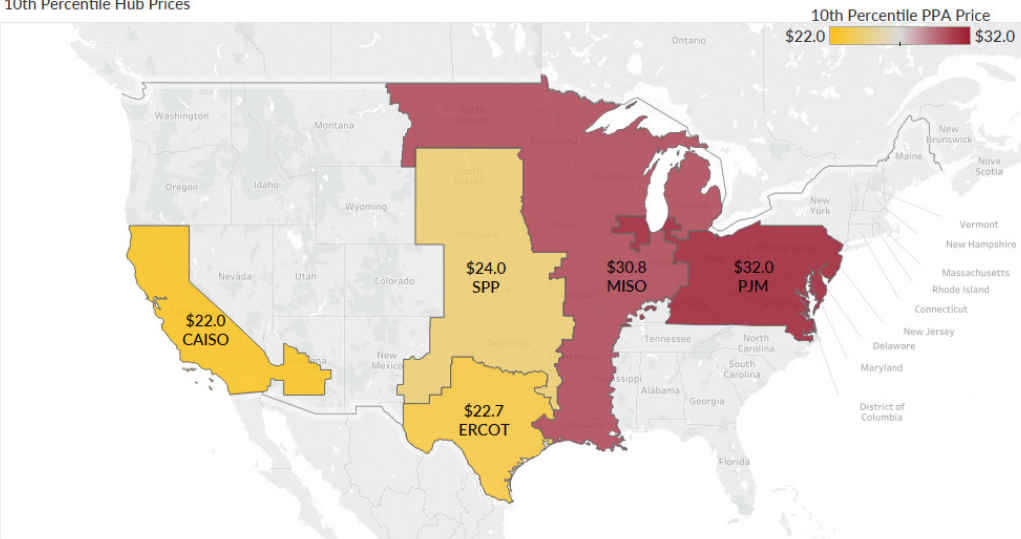 10th Percentile Hub Prices
10th Percentile PPA Price
$22.0
$32.0
Ontario
Washington
Montana
North
Dakota
Minnesota
New
Brunswick
Maine
Nova
Scotia
Oregon
Idaho
Wyoming
South
Dakota
Wisconsin
Michigan
New
York
Vermont
New Hampshire
Massachusetts
Rhode Island
Connecticut
New Jersey
Delaware
Maryland
District of
Columbia
Nevada
Utah
Colorado
Nebraska
Iowa
Pennsylvania
Ohio
$22.0
CAISO
$24.0
SPP
$30.8
MISO
$32.0
PJM
New
Mexico
Oklahoma
Tennessee
North
Carolina
South
Carolina
Mississippi
Alabama
Georgia
$22.7
ERCOT
Louisiana
Florida